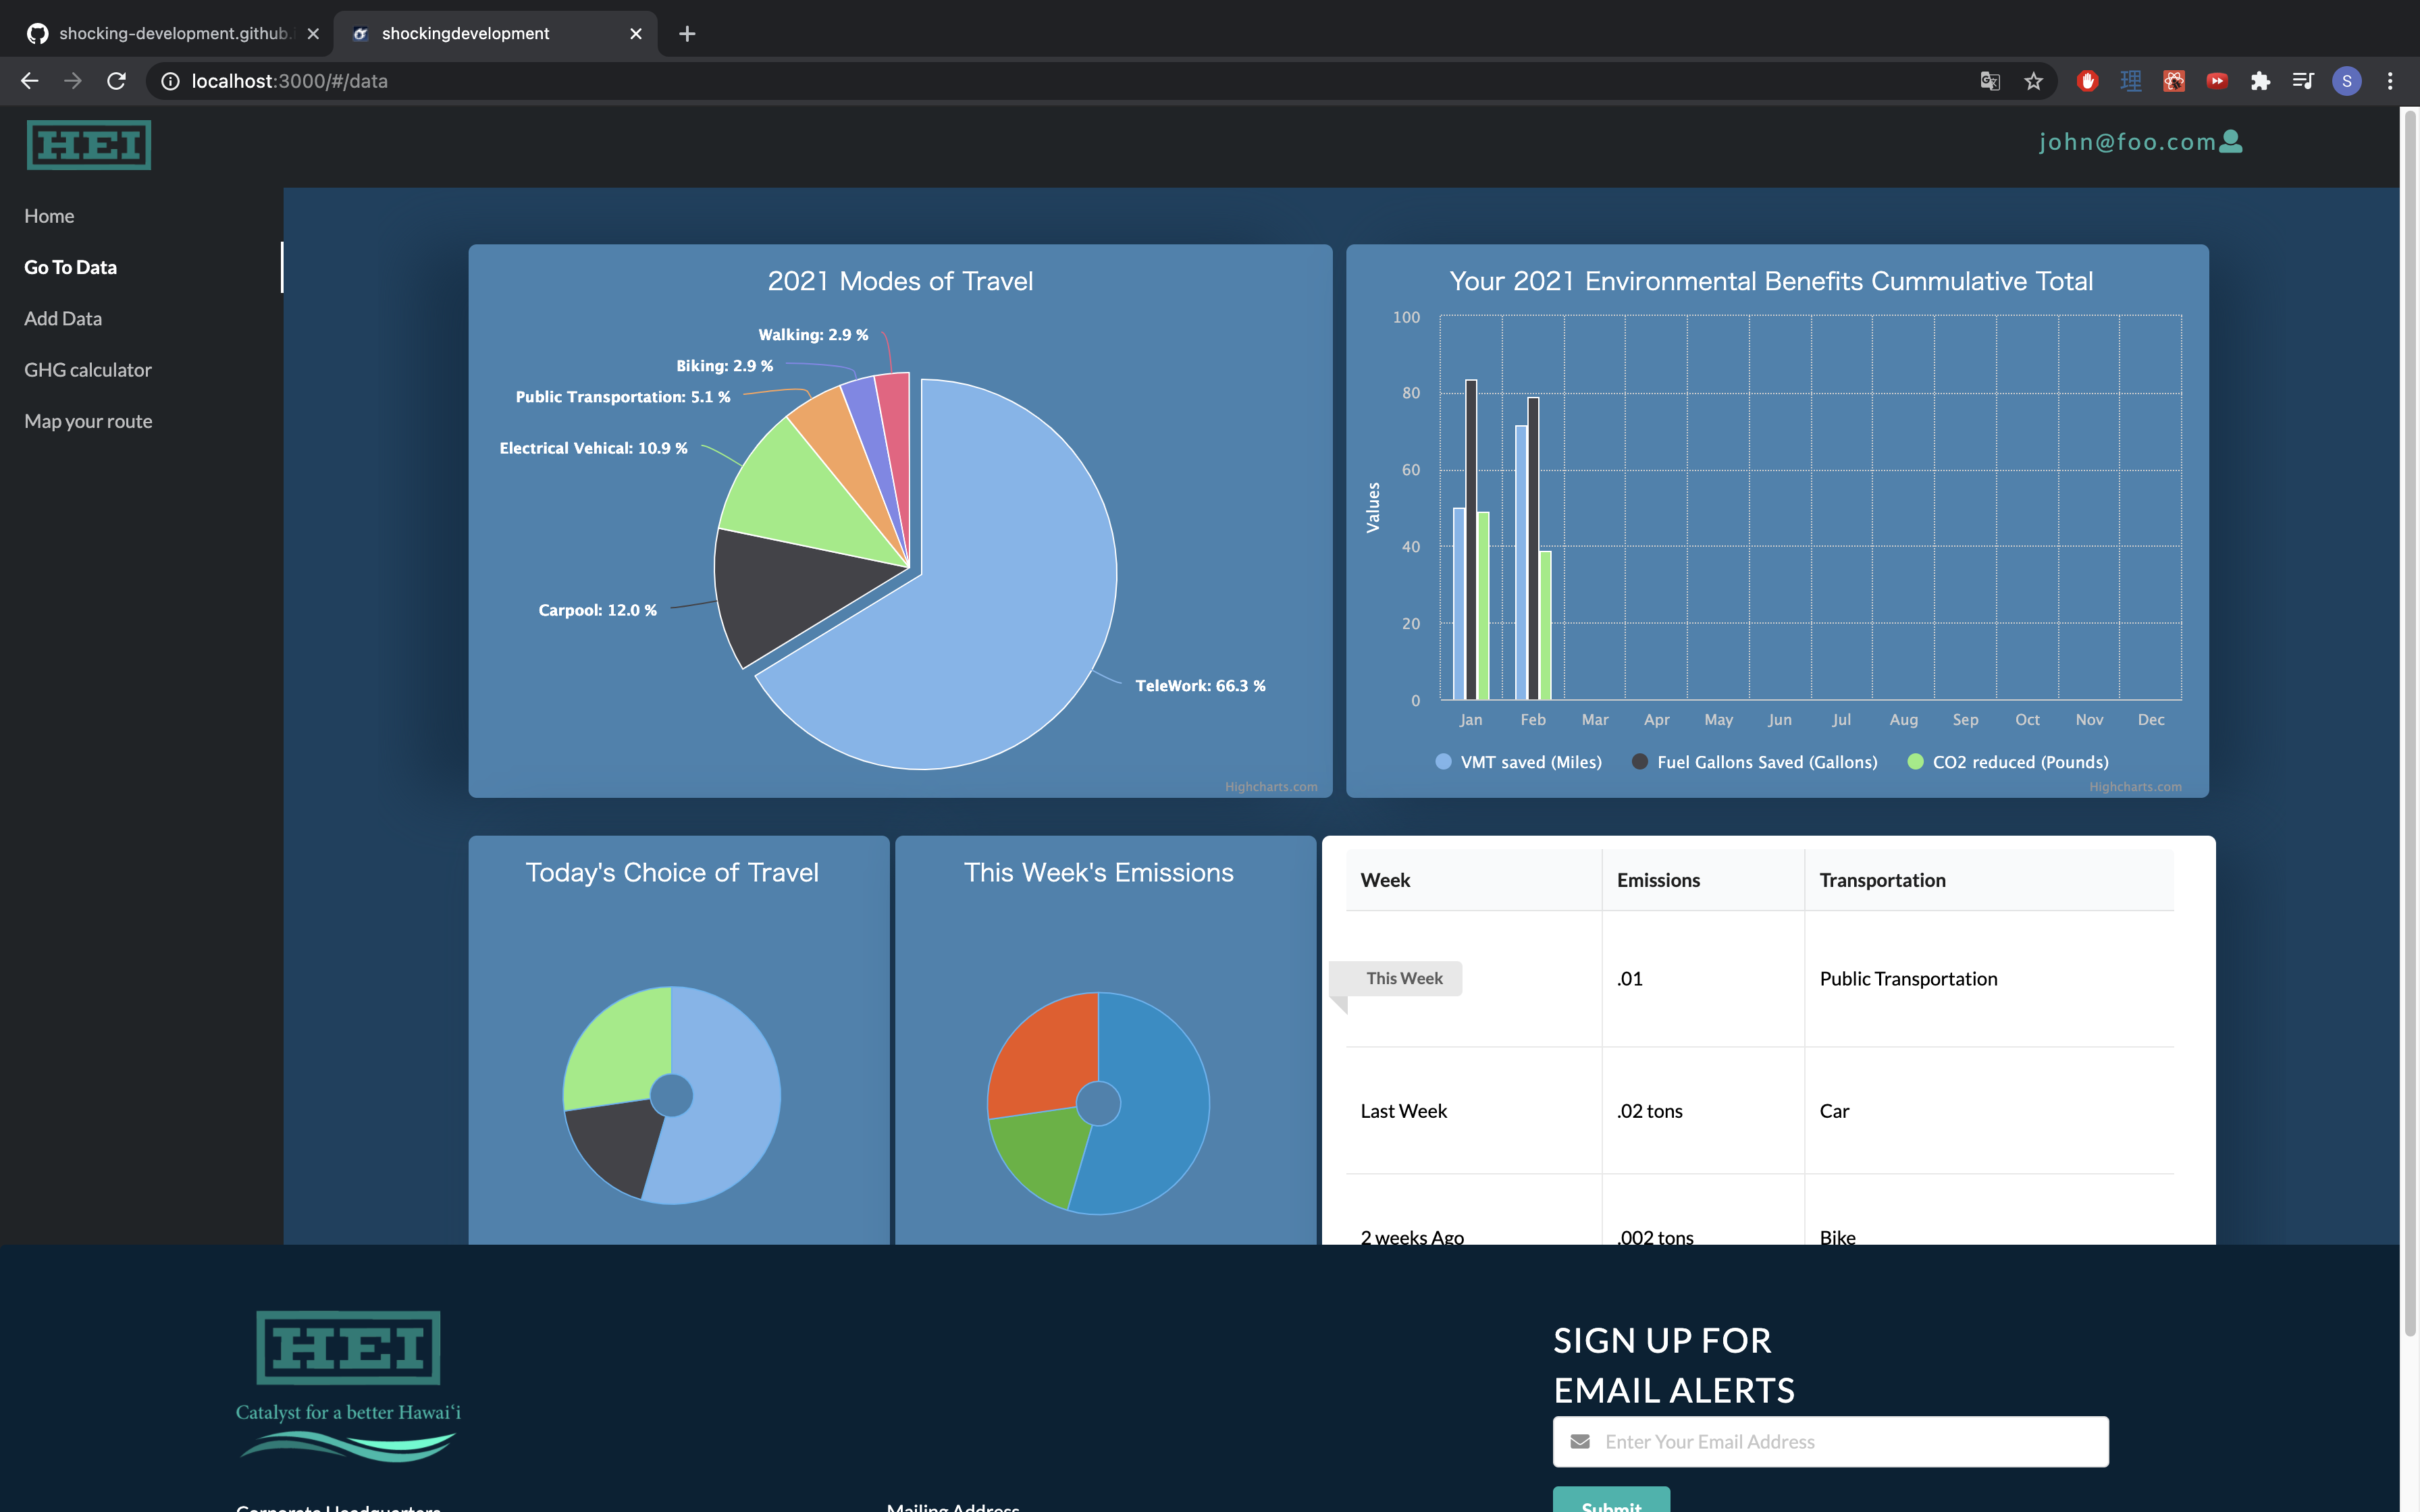 shocking-development.github.
shockingdevelopment
localhost:3000/#/data
S
HEI
john@foo.com
Home
Go To Data
Add Data
GHG calculator
Map your route
2021 Modes of Travel
Walking: 2.9 %
Biking: 2.9 %
Public Transportation: 5.1 %
Electrical Vehical: 10.9 %
Carpool: 12.0 %
TeleWork: 66.3 %
Highcharts.com
Your 2021 Environmental Benefits Cummulative Total
Values
100
80
60
40
20
0
Jan Feb Mar Apr May Jun Jul Aug Sep Oct Nov Dec
VMT saved (Miles) Fuel Gallons Saved (Gallons) CO2 reduced (Pounds)
Highcharts.com
Today's Choice of Travel
This Week's Emissions
Week Emissions Transportation
This Week .01 Public Transportation
Last Week .02 tons Car
2 weeks Ago .002 tons Bike
HEI
Catalyst for a better Hawaiʻi
SIGN UP FOR
EMAIL ALERTS
Enter Your Email Address
Submit
Corporate Headquarters
Mailing Address